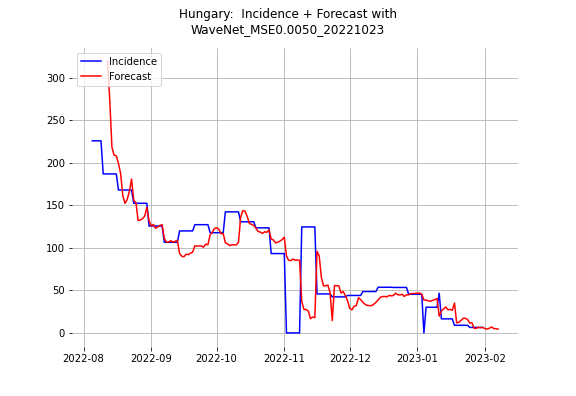 Hungary:  Incidence + Forecast with
WaveNet_MSE0.0050_20221023
Incidence
Forecast
300
250
200
150
100
50
0
2022-08 2022-09 2022-10 2022-11 2022-12 2023-01 2023-02